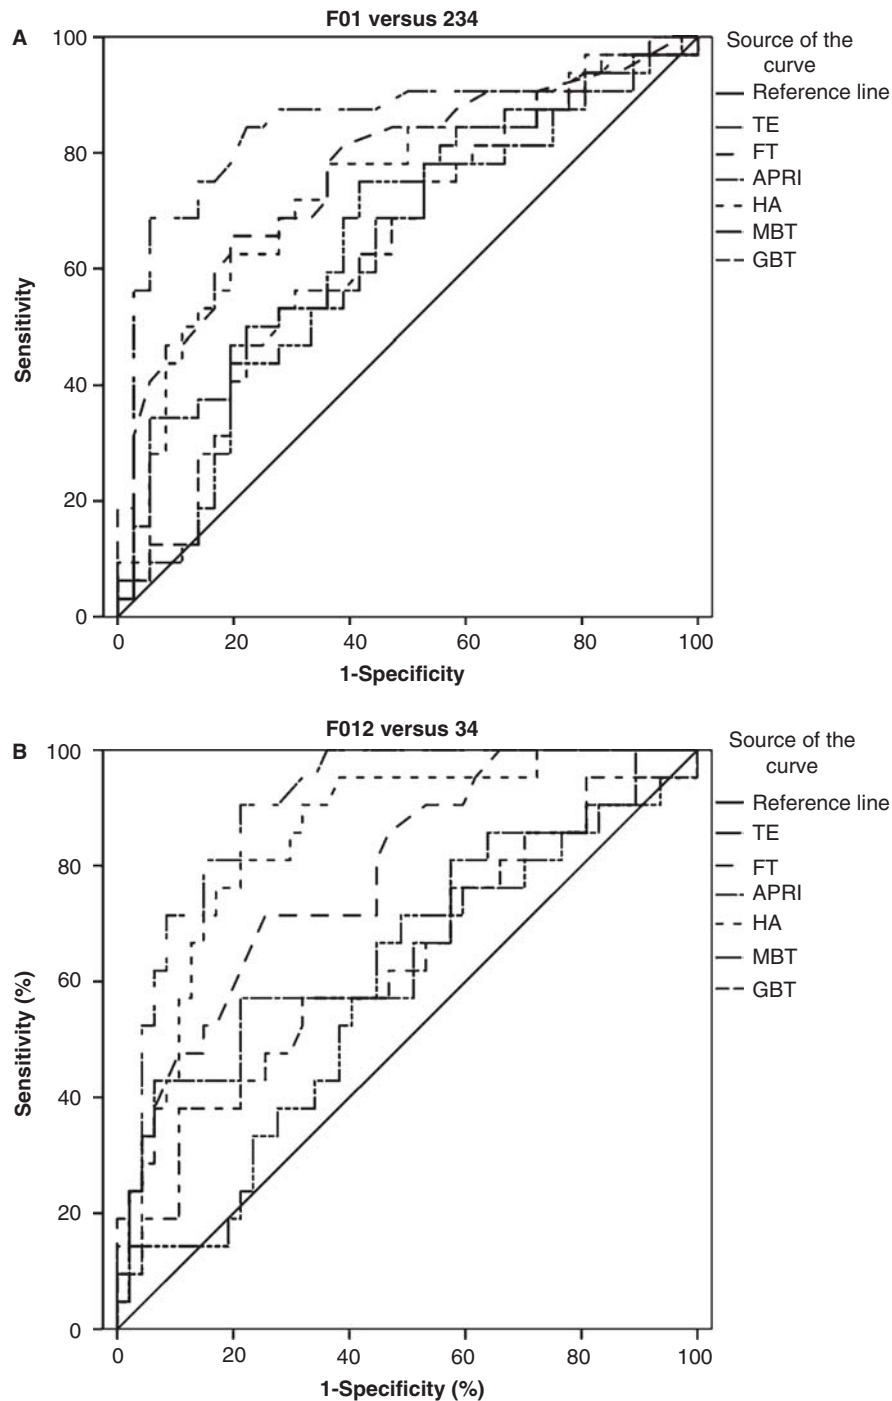 A
F01 versus 234
Sensitivity
100
80
60
40
20
0
0 20 40 60 80 100
1-Specificity
Source of the
curve
Reference line
TE
FT
APRI
HA
MBT
GBT
B
F012 versus 34
Sensitivity (%)
100
80
60
40
20
0
0 20 40 60 80 100
1-Specificity (%)
Source of the
curve
Reference line
TE
FT
APRI
HA
MBT
GBT